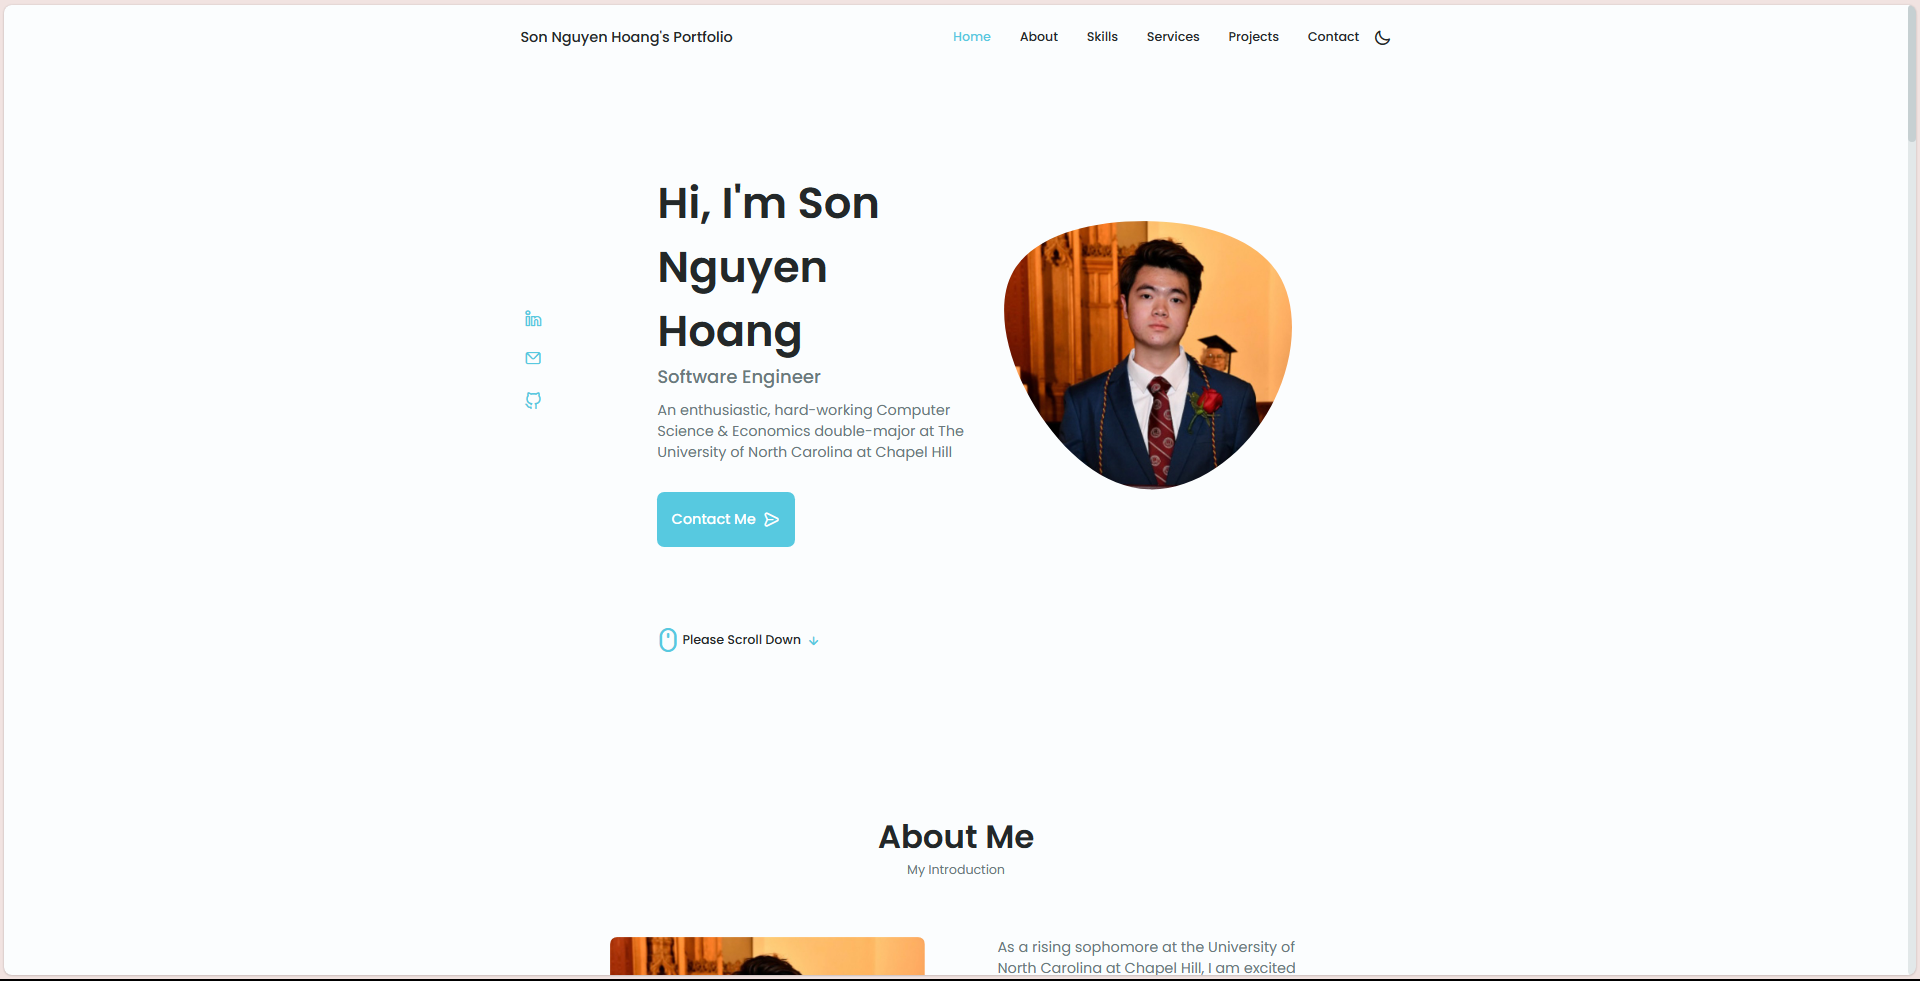 Son Nguyen Hoang's Portfolio
Home About Skills Services Projects Contact
Hi, I'm Son
Nguyen
Hoang
Software Engineer
An enthusiastic, hard-working Computer
Science & Economics double-major at The
University of North Carolina at Chapel Hill
Contact Me
Please Scroll Down
About Me
My Introduction
As a rising sophomore at the University of
North Carolina at Chapel Hill, I am excited